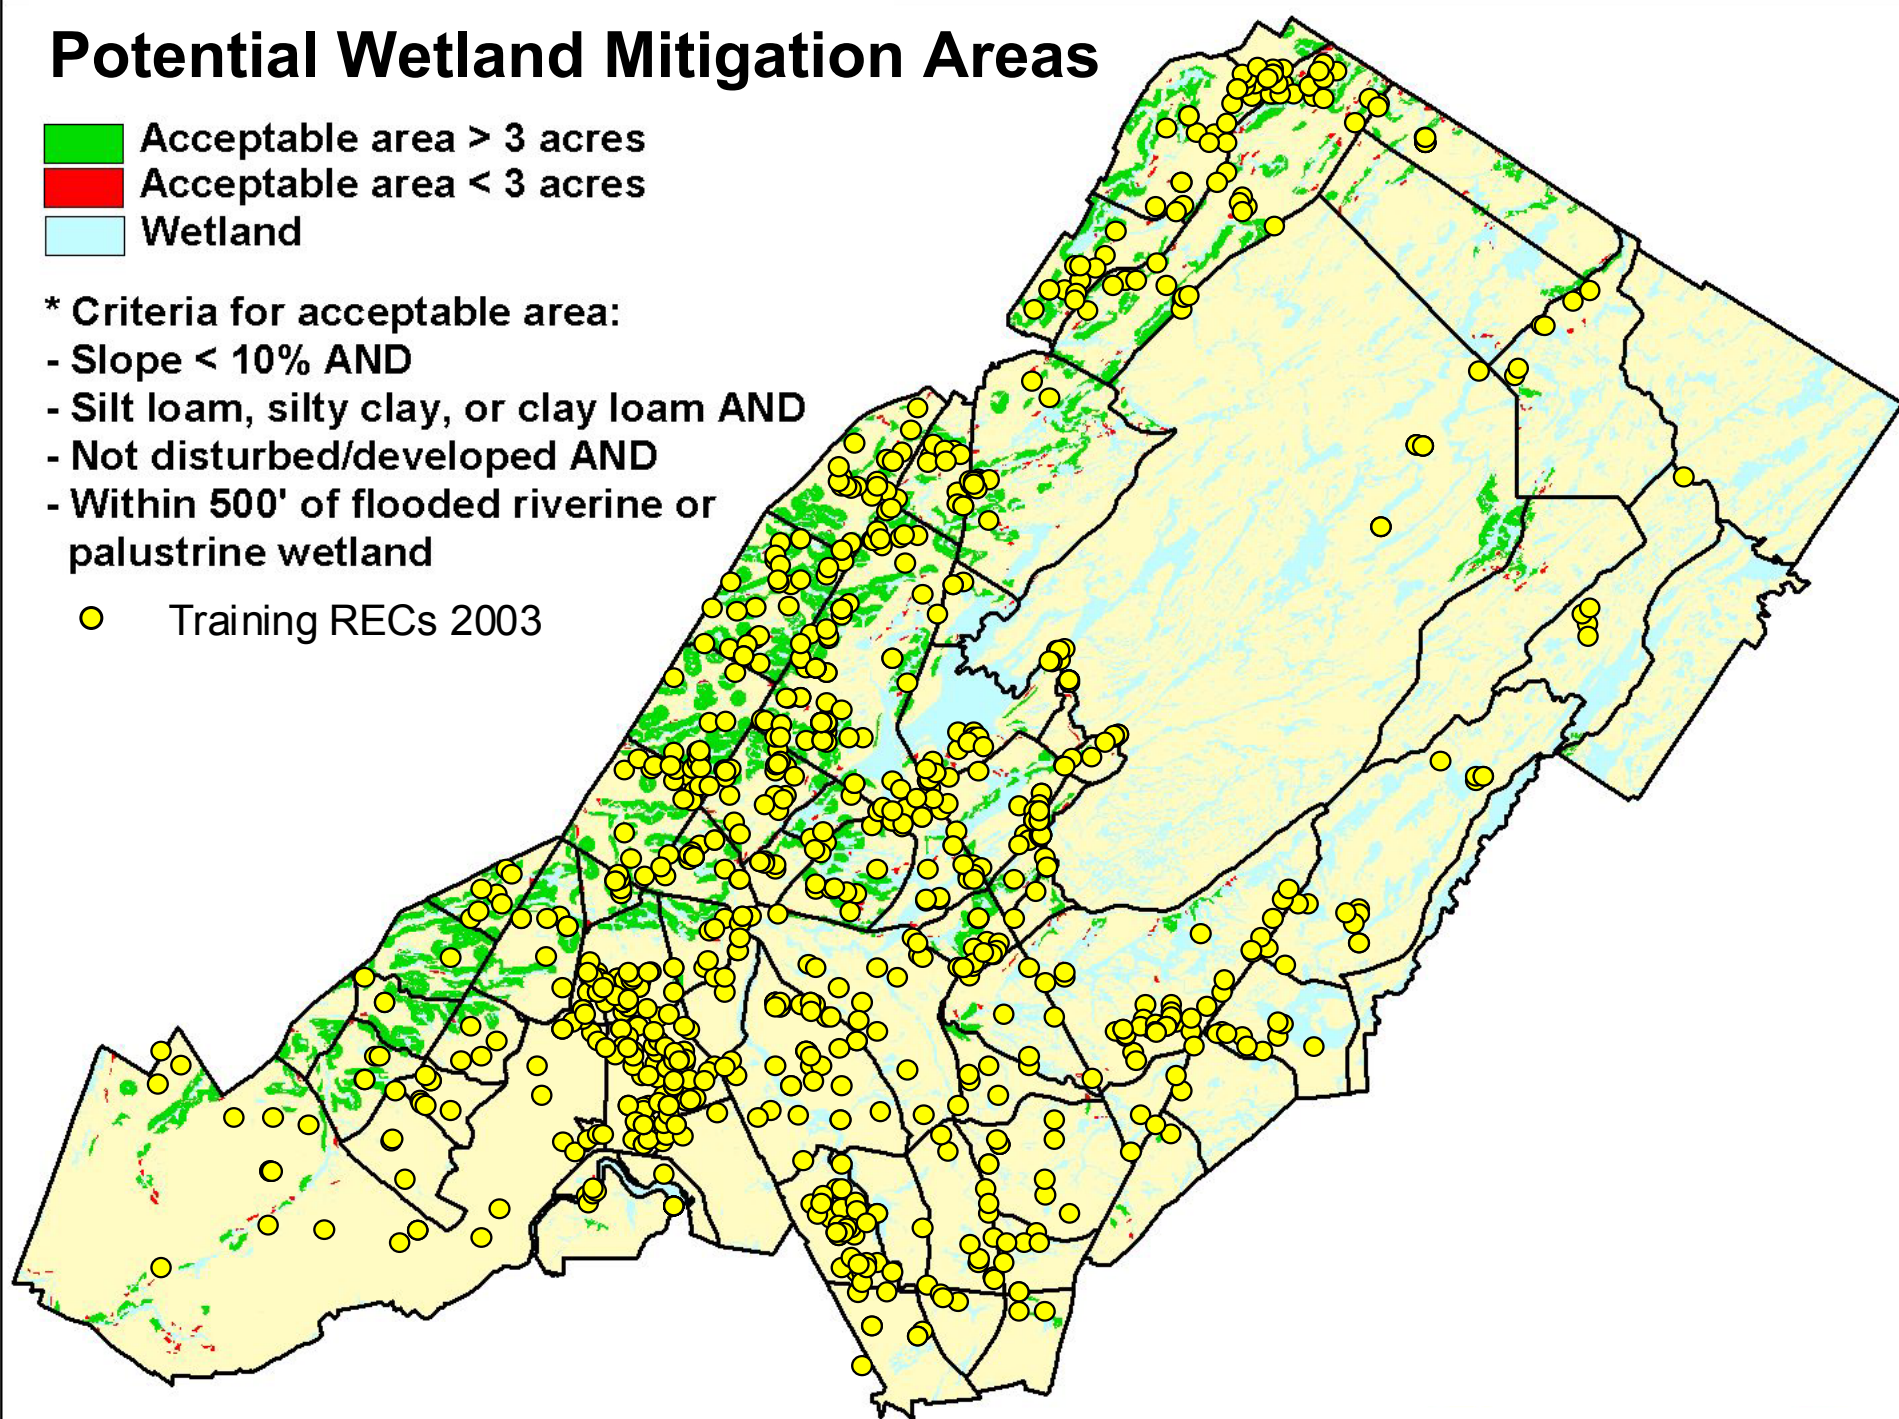 Potential Wetland Mitigation Areas
Acceptable area > 3 acres
Acceptable area < 3 acres
Wetland
* Criteria for acceptable area:
- Slope < 10% AND
- Silt loam, silty clay, or clay loam AND
- Not disturbed/developed AND
- Within 500' of flooded riverine or
palustrine wetland
Training RECs 2003